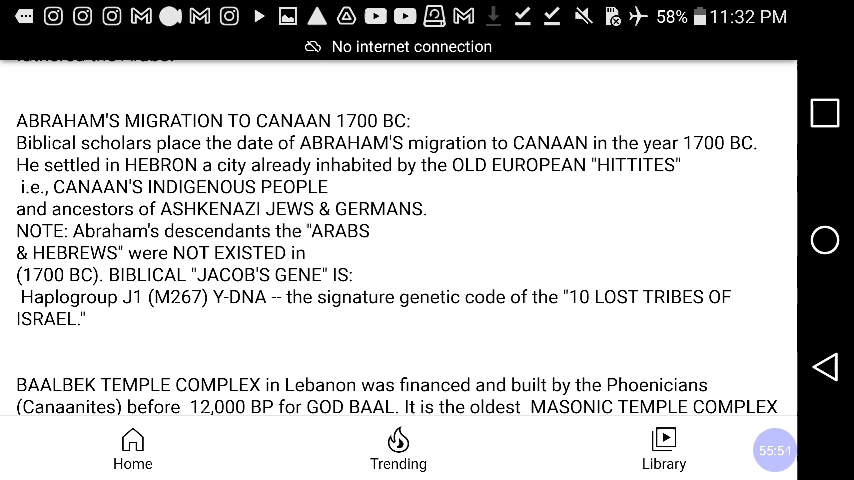 58% 11:32 PM
No internet connection
ABRAHAM'S MIGRATION TO CANAAN 1700 BC:
Biblical scholars place the date of ABRAHAM'S migration to CANAAN in the year 1700 BC.
He settled in HEBRON a city already inhabited by the OLD EUROPEAN "HITTITES"
i.e., CANAAN'S INDIGENOUS PEOPLE
and ancestors of ASHKENAZI JEWS & GERMANS.
NOTE: Abraham's descendants the "ARABS
& HEBREWS" were NOT EXISTED in
(1700 BC). BIBLICAL "JACOB'S GENE" IS:
Haplogroup J1 (M267) Y-DNA -- the signature genetic code of the "10 LOST TRIBES OF
ISRAEL."
BAALBEK TEMPLE COMPLEX in Lebanon was financed and built by the Phoenicians
(Canaanites) before 12,000 BP for GOD BAAL. It is the oldest MASONIC TEMPLE COMPLEX
Home Trending Library
55:54